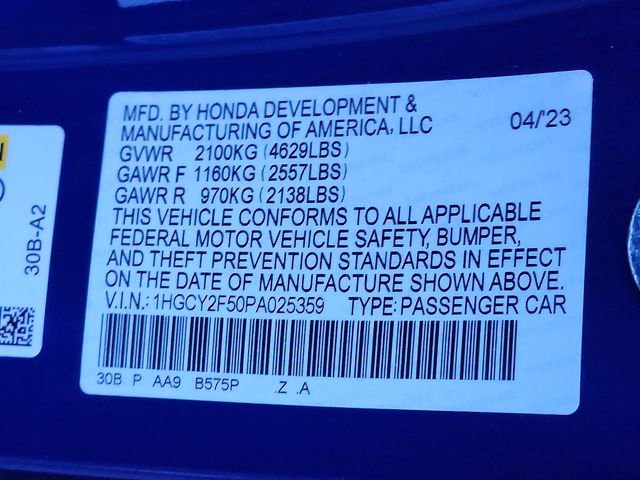 MFD. BY HONDA DEVELOPMENT &
MANUFACTURING OF AMERICA, LLC 04/'23
GVWR 2100KG (4629LBS)
GAWR F 1160KG (2557LBS)
GAWR R 970KG (2138LBS)
THIS VEHICLE CONFORMS TO ALL APPLICABLE
FEDERAL MOTOR VEHICLE SAFETY, BUMPER,
AND THEFT PREVENTION STANDARDS IN EFFECT
ON THE DATE OF MANUFACTURE SHOWN ABOVE.
V.I.N.: 1HGCY2F50PA025359 TYPE: PASSENGER CAR
30B P AA9 B575P .Z .A
30B-A2